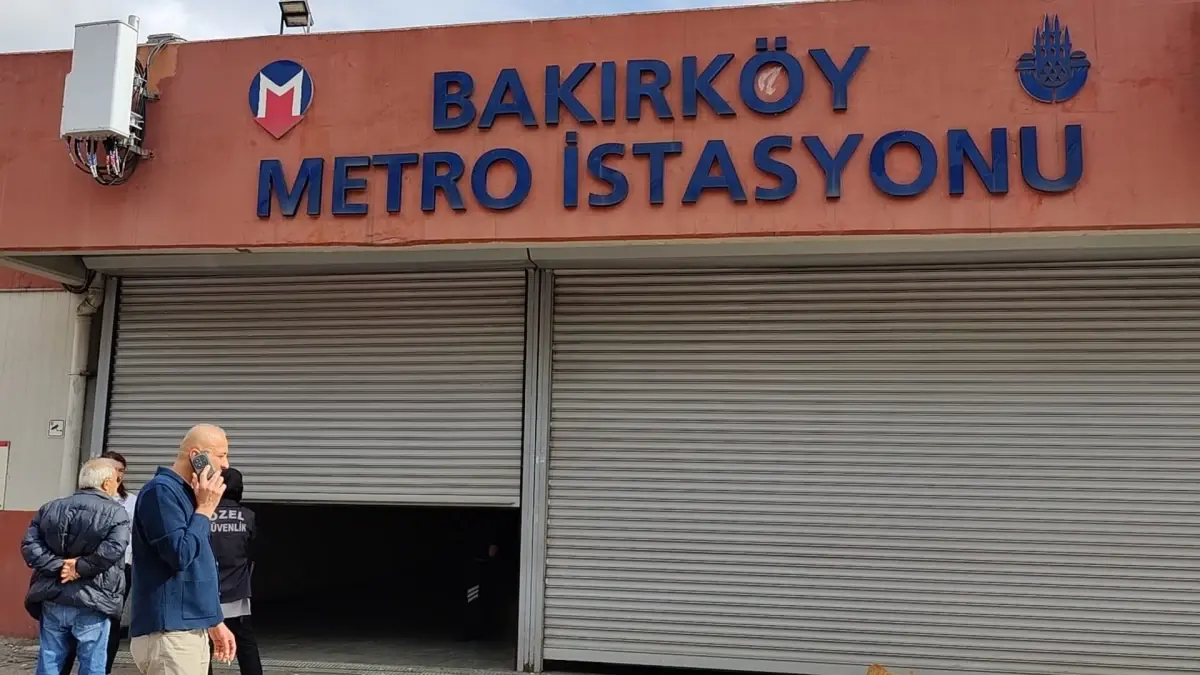 M
BAKIRKÖY
METRO İSTASYONU
ÖZEL
GÜVENLİK